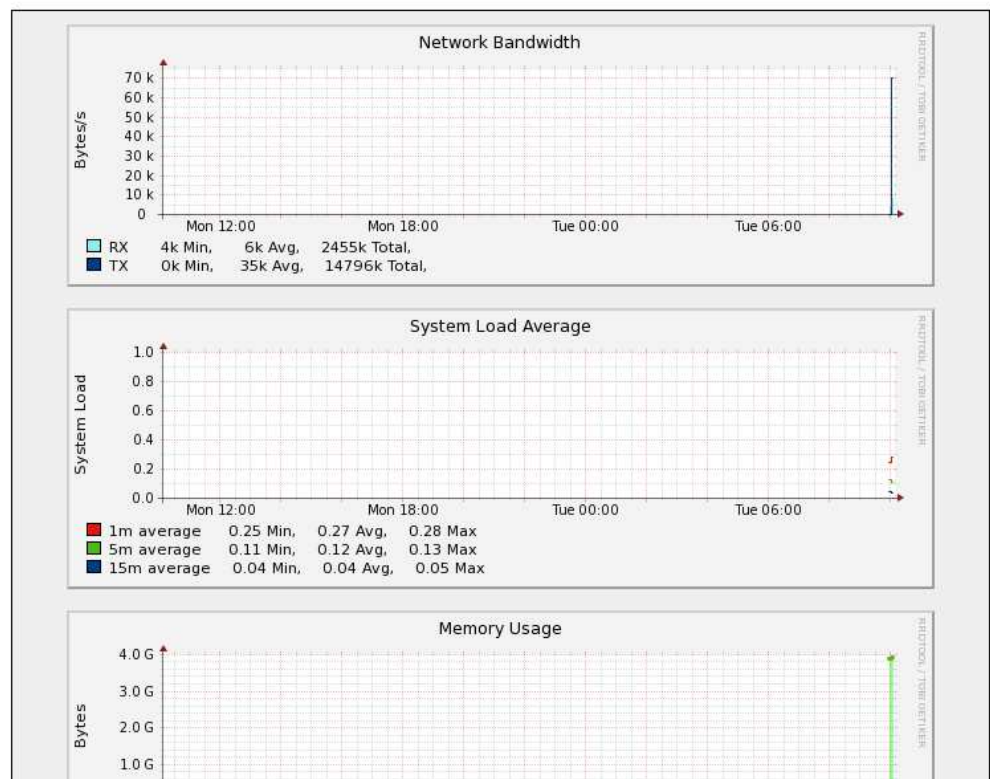 Network Bandwidth
RRDTOOL / TOBI OETIKER
Bytes/s
70 k
60 k
50 k
40 k
30 k
20 k
10 k
0
Mon 12:00 Mon 18:00 Tue 00:00 Tue 06:00
RX 4k Min, 6k Avg, 2455k Total,
TX 0k Min, 35k Avg, 14796k Total,
System Load Average
RRDTOOL / TOBI OETIKER
System Load
1.0
0.8
0.6
0.4
0.2
0.0
Mon 12:00 Mon 18:00 Tue 00:00 Tue 06:00
1m average 0.25 Min, 0.27 Avg, 0.28 Max
5m average 0.11 Min, 0.12 Avg, 0.13 Max
15m average 0.04 Min, 0.04 Avg, 0.05 Max
Memory Usage
RRDTOOL / TOBI OETIKER
Bytes
4.0 G
3.0 G
2.0 G
1.0 G